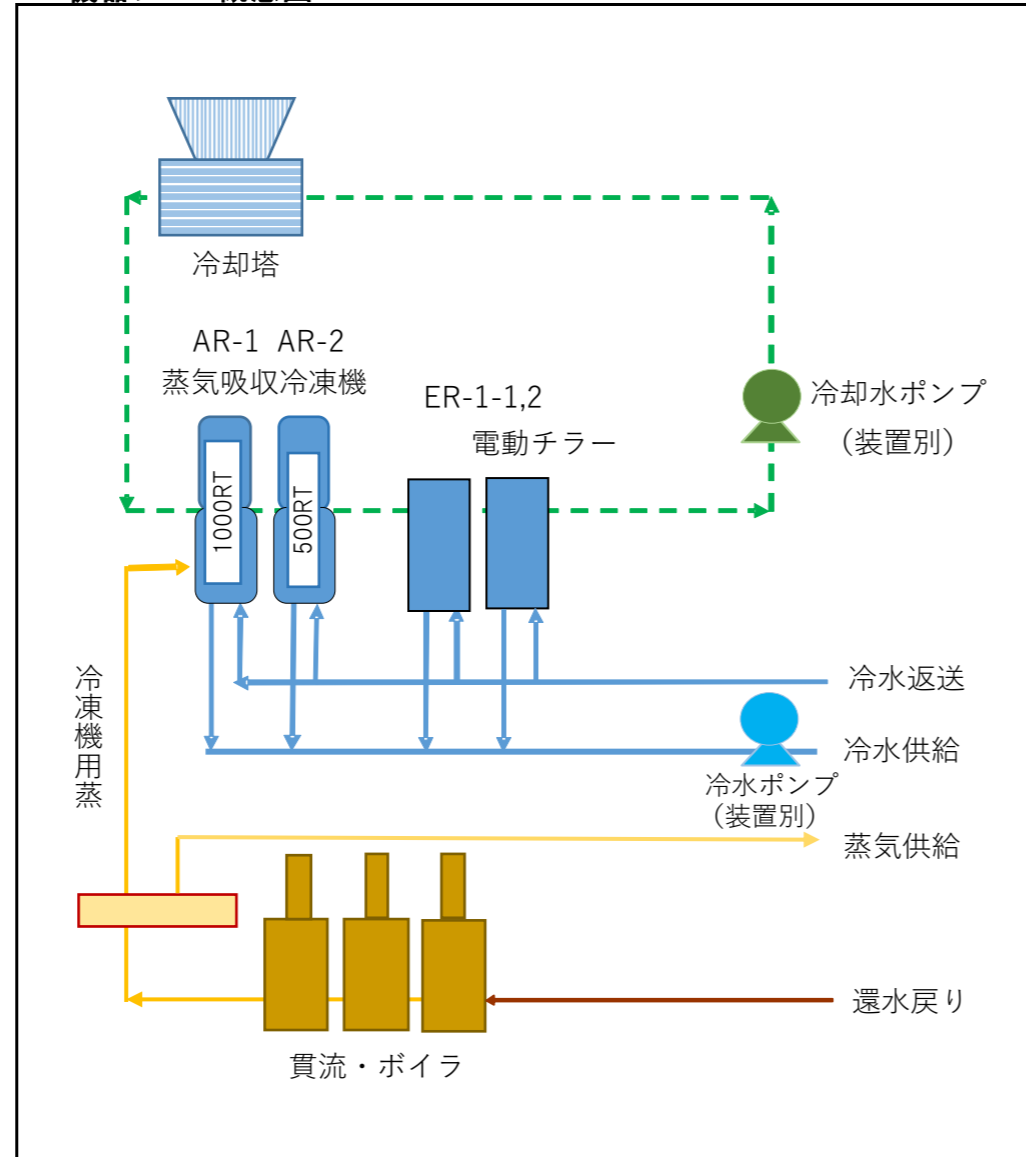 冷却塔
AR-1 AR-2
蒸気吸収冷凍機
ER-1-1,2
電動チラー
冷却水ポンプ
(装置別)
1000RT
500RT
冷凍機用蒸
冷水返送
冷水供給
冷水ポンプ
(装置別)
蒸気供給
還水戻り
貫流・ボイラ